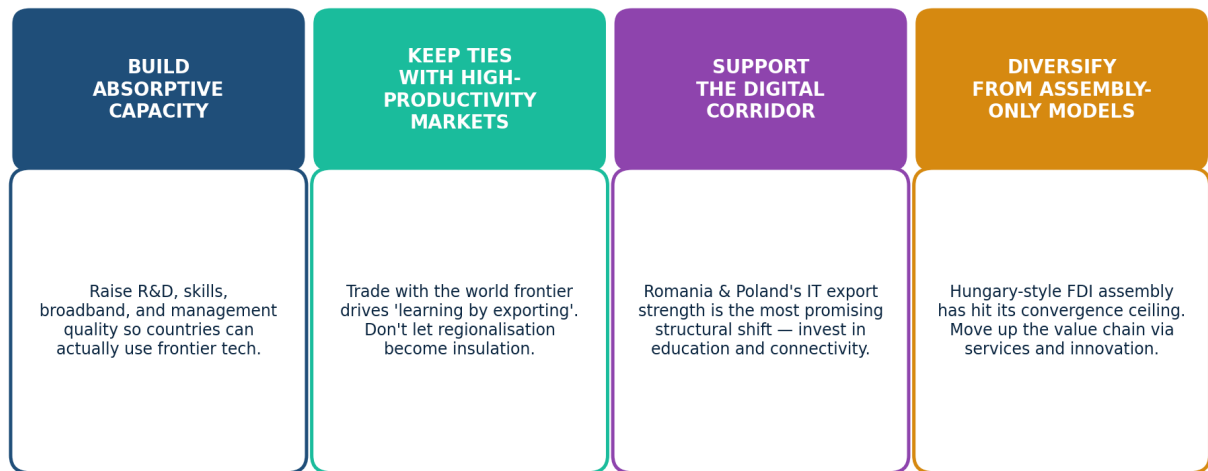 BUILD
ABSORPTIVE
CAPACITY
Raise R&D, skills,
broadband, and management
quality so countries can
actually use frontier tech.
KEEP TIES
WITH HIGH-
PRODUCTIVITY
MARKETS
Trade with the world frontier
drives 'learning by exporting'.
Don't let regionalisation
become insulation.
SUPPORT
THE DIGITAL
CORRIDOR
Romania & Poland's IT export
strength is the most promising
structural shift — invest in
education and connectivity.
DIVERSIFY
FROM ASSEMBLY-
ONLY MODELS
Hungary-style FDI assembly
has hit its convergence ceiling.
Move up the value chain via
services and innovation.